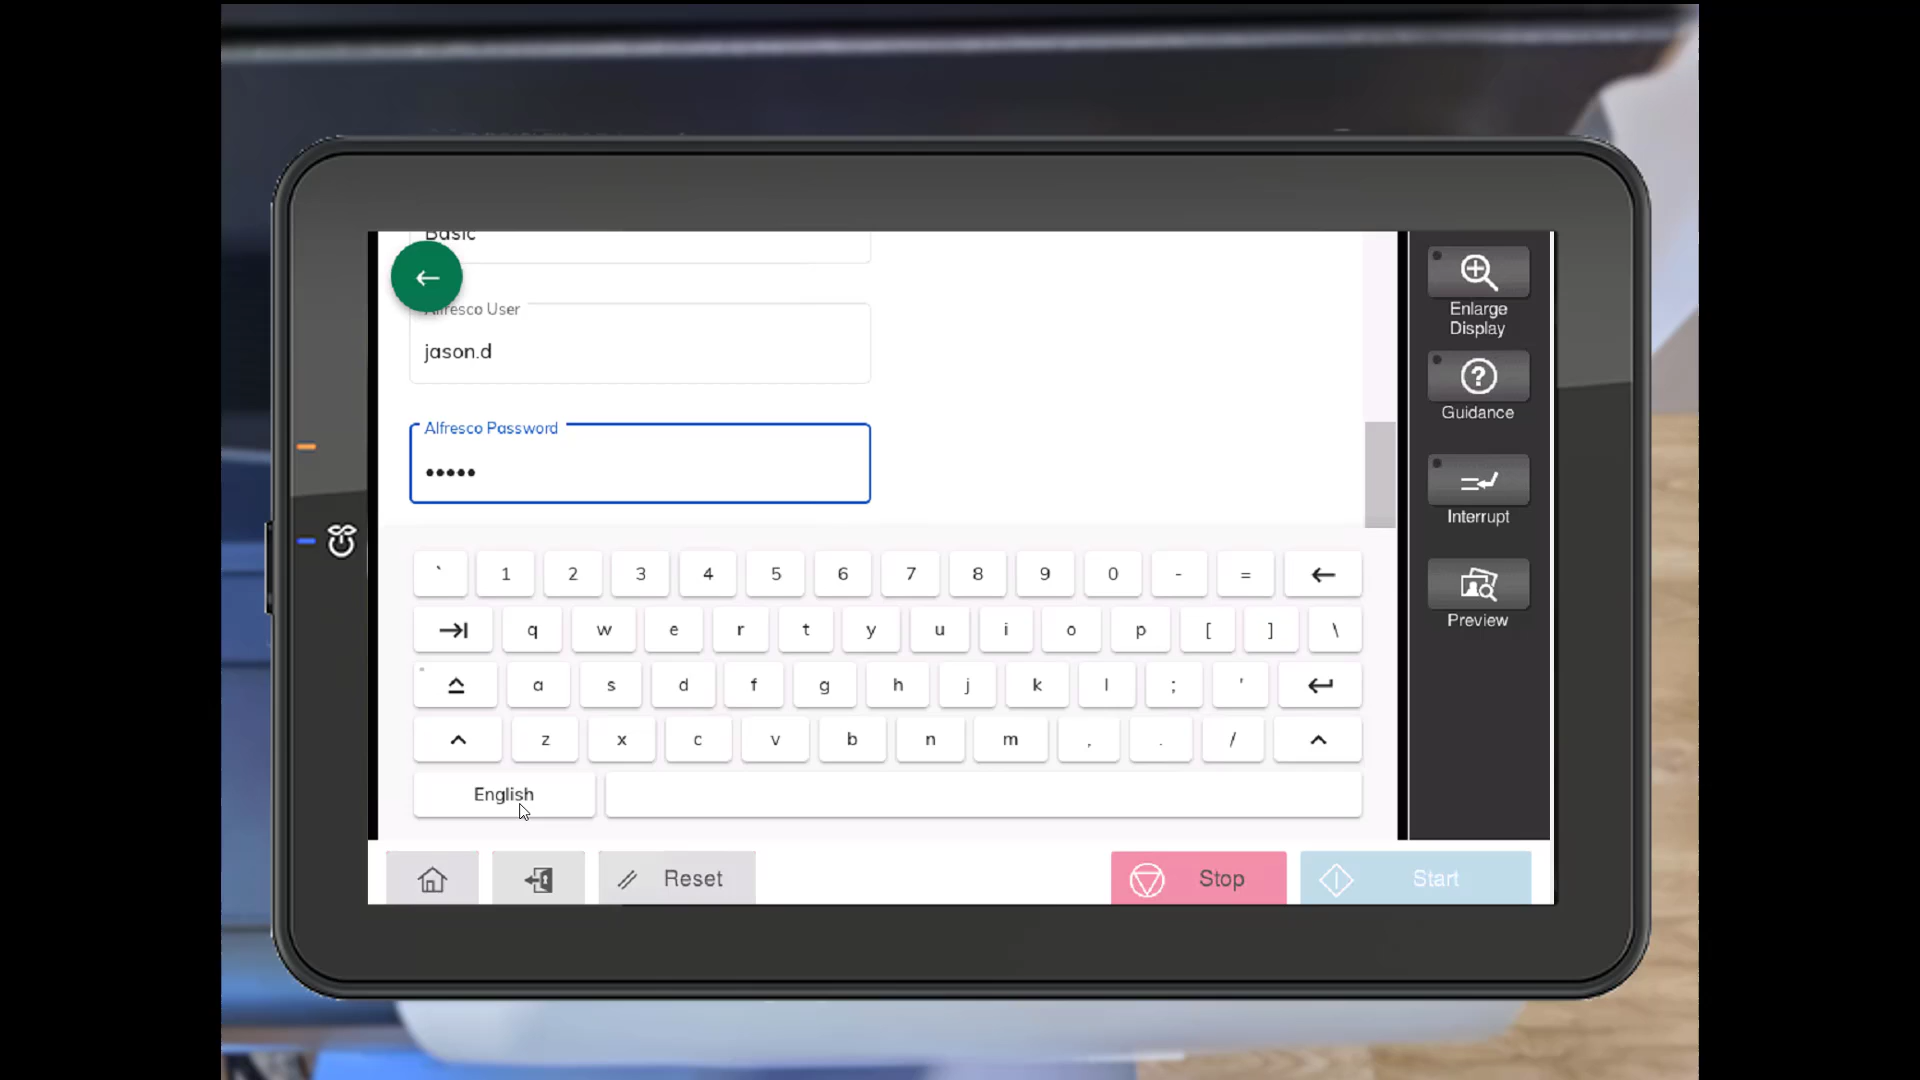 Basic
Alfresco User
jason.d
Alfresco Password
•••••
` 1 2 3 4 5 6 7 8 9 0 - =
q w e r t y u i o p [ ] \
a s d f g h j k l ; '
z x c v b n m , . /
English
Reset
Stop
Start
Enlarge
Display
Guidance
Interrupt
Preview